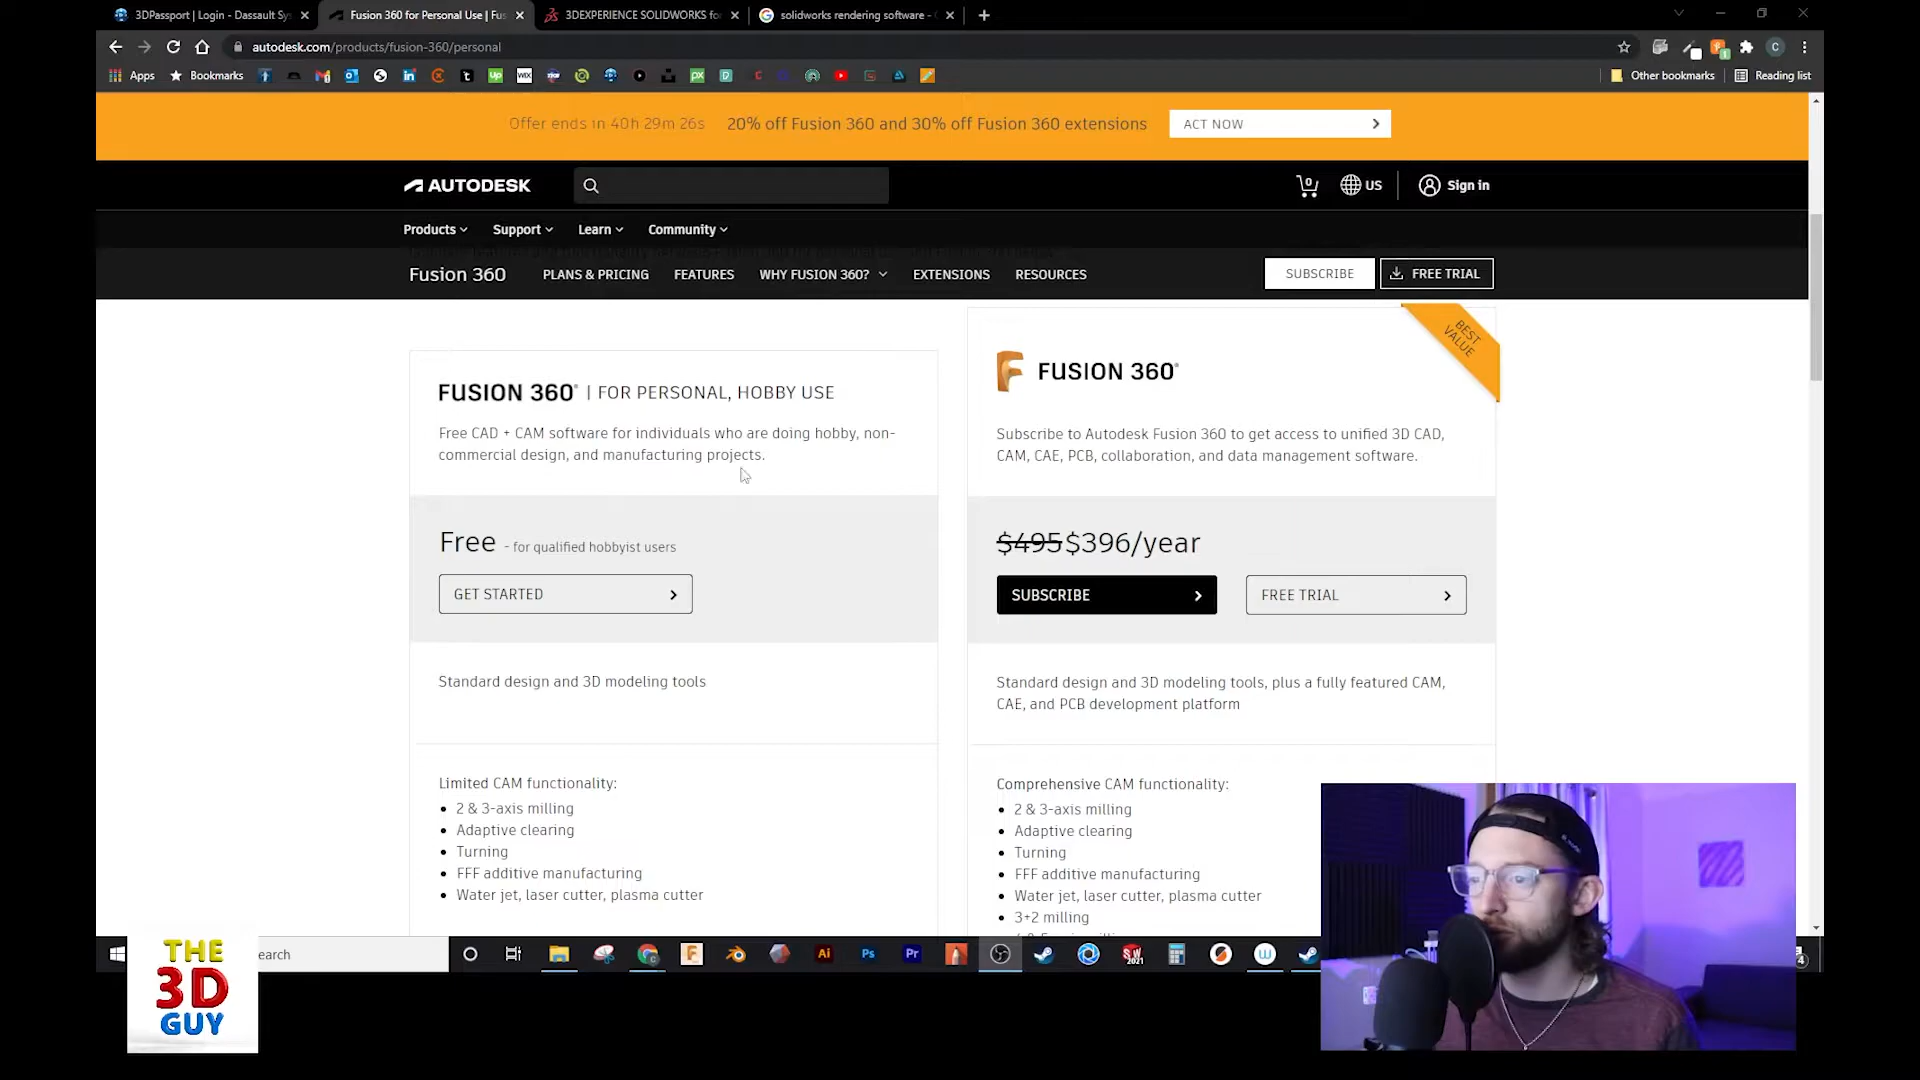 3DPassport | Login - Dassault Sy
Fusion 360 for Personal Use | Fu
3DEXPERIENCE SOLIDWORKS fo
solidworks rendering software -
autodesk.com/products/fusion-360/personal
Apps
Bookmarks
Other bookmarks
Reading list
Offer ends in 40h 29m 26s
20% off Fusion 360 and 30% off Fusion 360 extensions
ACT NOW
AUTODESK
0
US
Sign in
Products
Support
Learn
Community
Fusion 360
PLANS & PRICING
FEATURES
WHY FUSION 360?
EXTENSIONS
RESOURCES
SUBSCRIBE
FREE TRIAL
BEST VALUE
FUSION 360® | FOR PERSONAL, HOBBY USE
Free CAD + CAM software for individuals who are doing hobby, non-
commercial design, and manufacturing projects.
Free - for qualified hobbyist users
GET STARTED
Standard design and 3D modeling tools
Limited CAM functionality:
• 2 & 3-axis milling
• Adaptive clearing
• Turning
• FFF additive manufacturing
• Water jet, laser cutter, plasma cutter
FUSION 360®
Subscribe to Autodesk Fusion 360 to get access to unified 3D CAD,
CAM, CAE, PCB, collaboration, and data management software.
$495 $396/year
SUBSCRIBE
FREE TRIAL
Standard design and 3D modeling tools, plus a fully featured CAM,
CAE, and PCB development platform
Comprehensive CAM functionality:
• 2 & 3-axis milling
• Adaptive clearing
• Turning
• FFF additive manufacturing
• Water jet, laser cutter, plasma cutter
• 3+2 milling
earch
THE
3D
GUY